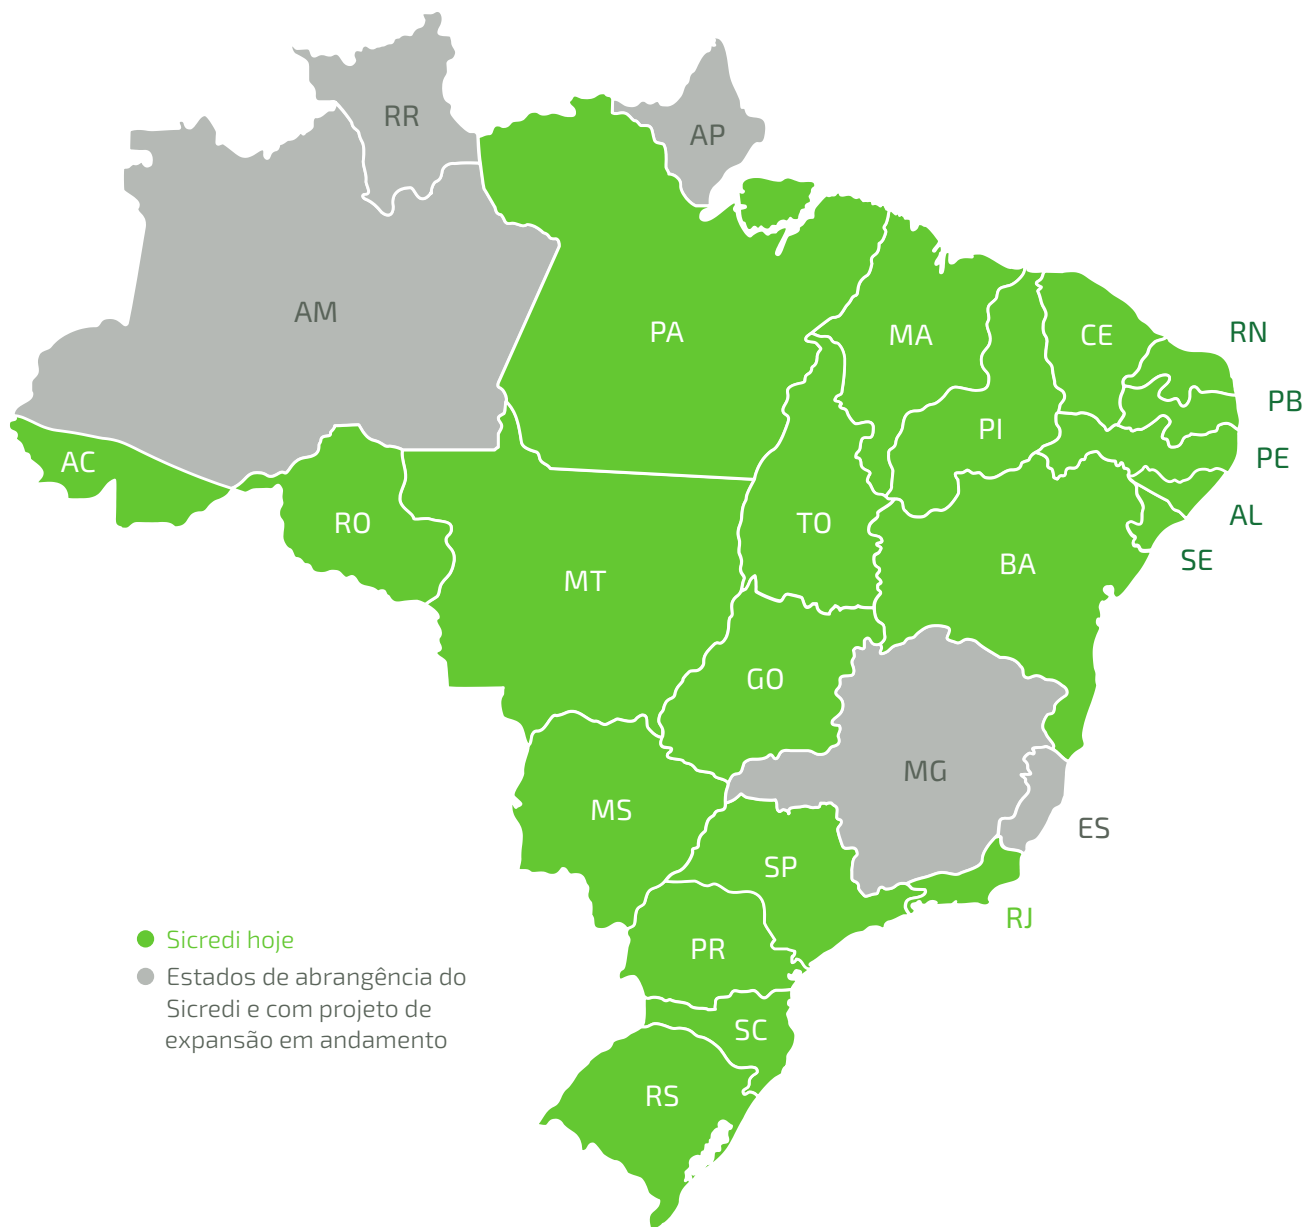 RR
AP
AM
PA
MA
CE
RN
PB
PI
PE
AC
AL
RO
TO
SE
BA
MT
GO
MG
MS
ES
SP
RJ
PR
Sicredi hoje
Estados de abrangência do
Sicredi e com projeto de
expansão em andamento
SC
RS